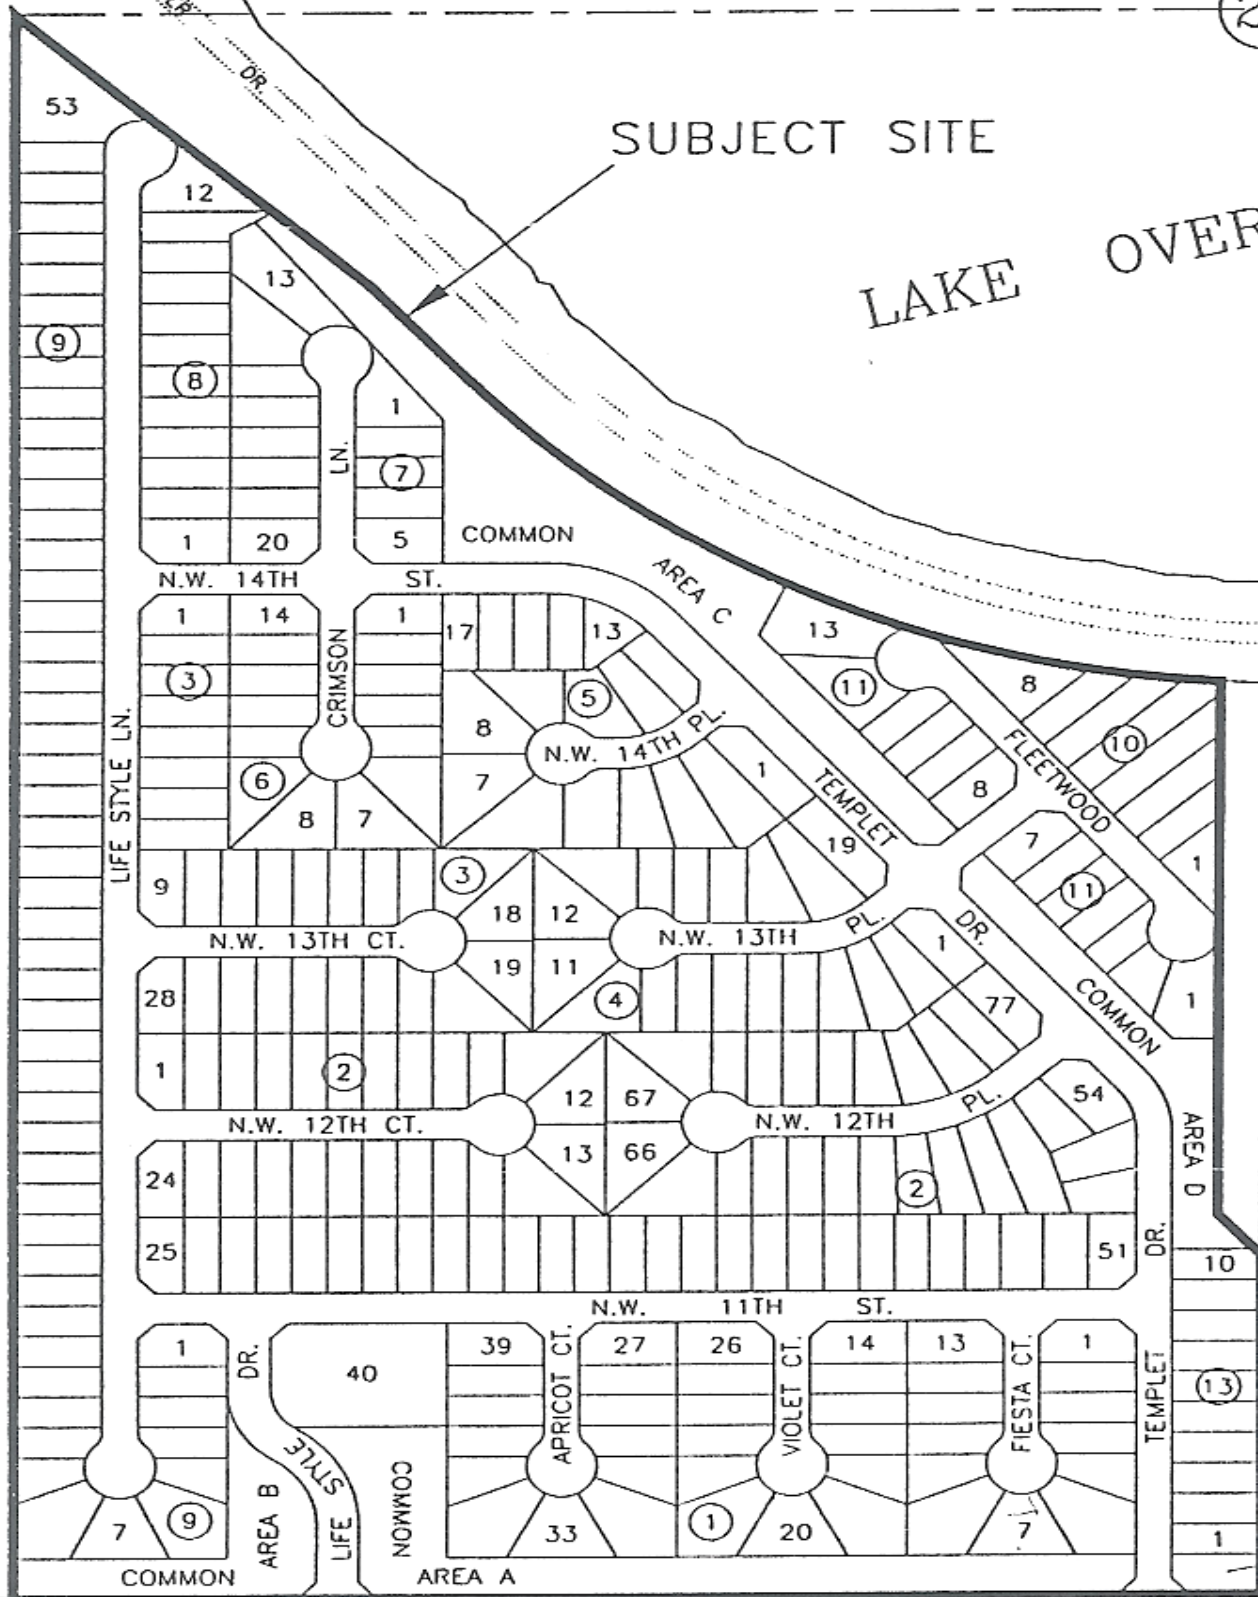 DR.
2
53
SUBJECT SITE
12
LAKE OVER
13
9
8
1
LN.
7
1 20 5 COMMON
N.W. 14TH ST.
AREA C
1 14 1 17 13 13
3 CRIMSON 5 11 8
8 N.W. 14TH PL. FLEETWOOD 10
LIFE STYLE LN.
6 7 1 TEMPLET 8
8 7 19 7 1
9 3 18 12 11
N.W. 13TH CT. N.W. 13TH PL. 1 DR.
19 11
28 4 77 COMMON 1
1 2
12 67 54
N.W. 12TH CT. N.W. 12TH PL.
13 66 AREA D
24 2
25 51 DR.
10
N.W. 11TH ST.
1 DR. 40 39 APRICOT CT. 27 26 VIOLET CT. 14 13 FIESTA CT. 1
TEMPLET 13
LIFE STYLE
COMMON
AREA B
7 9 33 1 20 7 1
COMMON AREA A